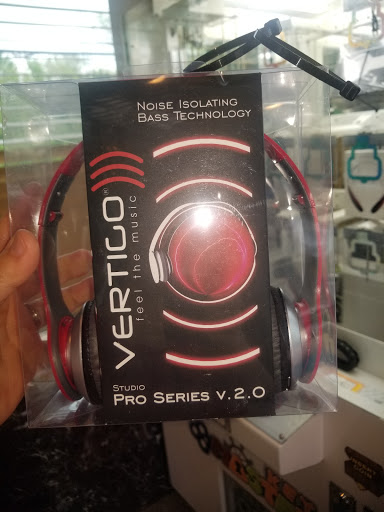 NOISE ISOLATING
BASS TECHNOLOGY
VERTIGO®
feel the music
STUDIO
PRO SERIES V.2.0